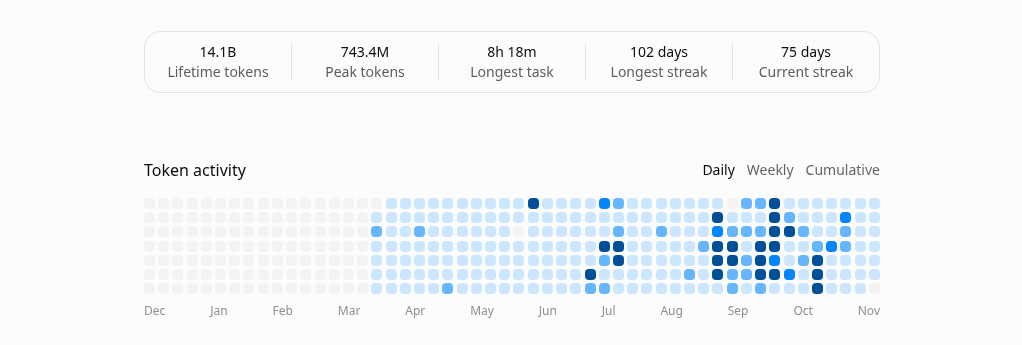 14.1B
Lifetime tokens
743.4M
Peak tokens
8h 18m
Longest task
102 days
Longest streak
75 days
Current streak
Token activity
Daily Weekly Cumulative
Dec Jan Feb Mar Apr May Jun Jul Aug Sep Oct Nov